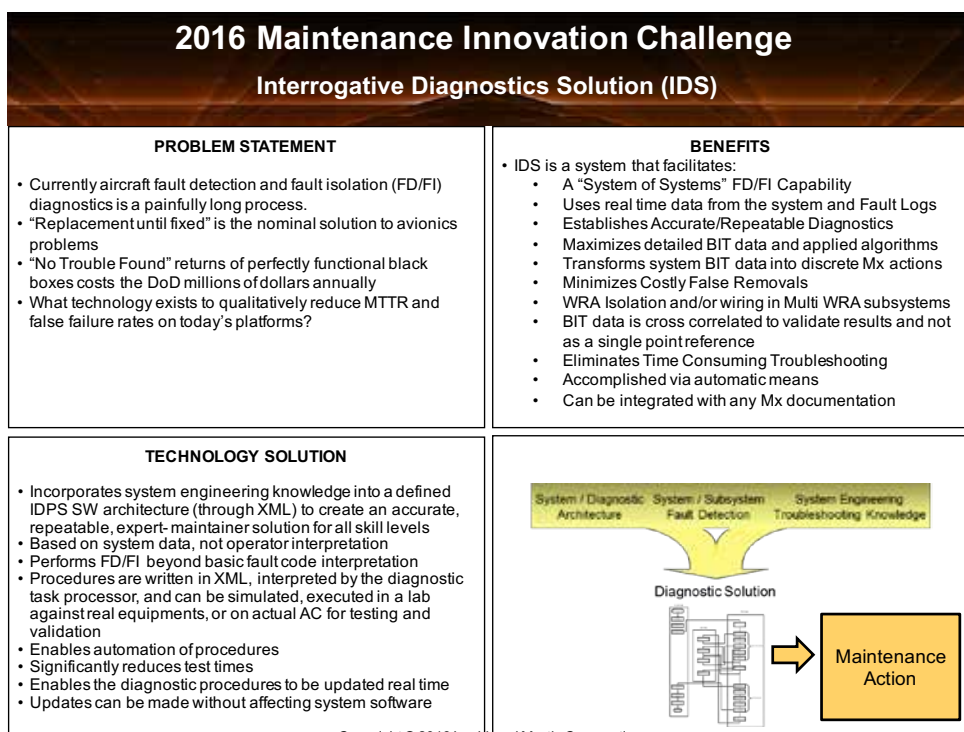 2016 Maintenance Innovation Challenge
Interrogative Diagnostics Solution (IDS)
PROBLEM STATEMENT
• Currently aircraft fault detection and fault isolation (FD/FI)
diagnostics is a painfully long process.
• “Replacement until fixed” is the nominal solution to avionics
problems
• “No Trouble Found” returns of perfectly functional black
boxes costs the DoD millions of dollars annually
• What technology exists to qualitatively reduce MTTR and
false failure rates on today’s platforms?
BENEFITS
• IDS is a system that facilitates:
• A “System of Systems” FD/FI Capability
• Uses real time data from the system and Fault Logs
• Establishes Accurate/Repeatable Diagnostics
• Maximizes detailed BIT data and applied algorithms
• Transforms system BIT data into discrete Mx actions
• Minimizes Costly False Removals
• WRA Isolation and/or wiring in Multi WRA subsystems
• BIT data is cross correlated to validate results and not
as a single point reference
• Eliminates Time Consuming Troubleshooting
• Accomplished via automatic means
• Can be integrated with any Mx documentation
TECHNOLOGY SOLUTION
• Incorporates system engineering knowledge into a defined
IDPS SW architecture (through XML) to create an accurate,
repeatable, expert- maintainer solution for all skill levels
• Based on system data, not operator interpretation
• Performs FD/FI beyond basic fault code interpretation
• Procedures are written in XML, interpreted by the diagnostic
task processor, and can be simulated, executed in a lab
against real equipments, or on actual AC for testing and
validation
• Enables automation of procedures
• Significantly reduces test times
• Enables the diagnostic procedures to be updated real time
• Updates can be made without affecting system software
System / Diagnostic System / Subsystem System Engineering
Architecture Fault Detection Troubleshooting Knowledge
Diagnostic Solution
Maintenance
Action